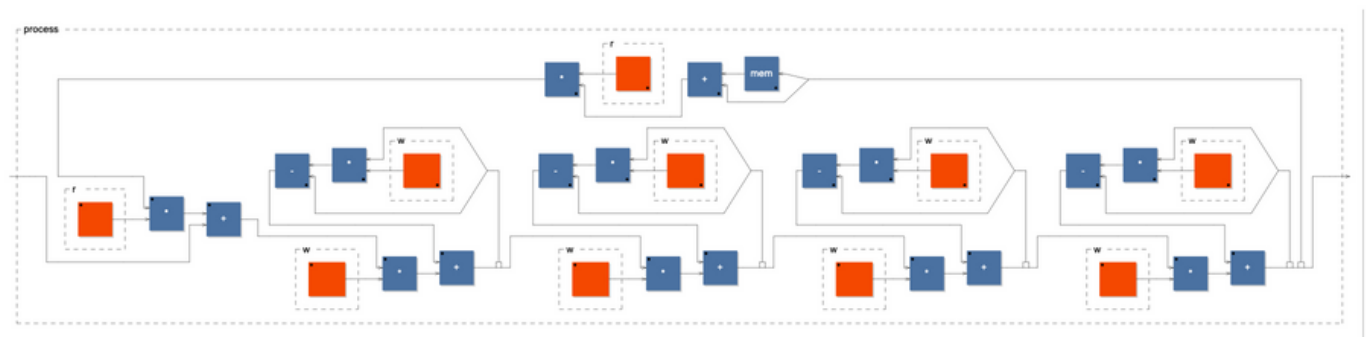 process
r
* + mem
w w w w
- * - * - * - *
r
* +
w w w w
* + * + * + * +